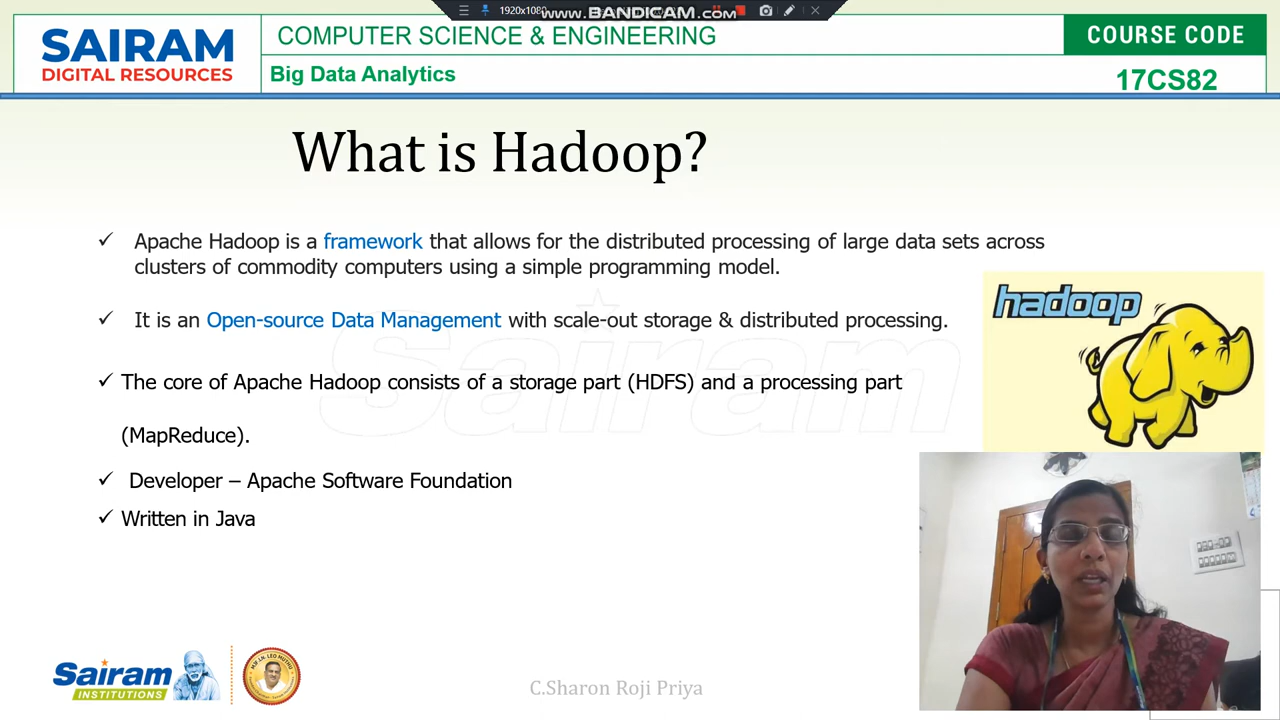 1920x1080
www.BANDICAM.com
SAIRAM
DIGITAL RESOURCES
COMPUTER SCIENCE & ENGINEERING
Big Data Analytics
COURSE CODE
17CS82
What is Hadoop?
✓ Apache Hadoop is a framework that allows for the distributed processing of large data sets across
clusters of commodity computers using a simple programming model.
✓ It is an Open-source Data Management with scale-out storage & distributed processing.
✓ The core of Apache Hadoop consists of a storage part (HDFS) and a processing part
(MapReduce).
✓ Developer – Apache Software Foundation
✓ Written in Java
hadoop
Sairam
Sairam
INSTITUTIONS
C.Sharon Roji Priya